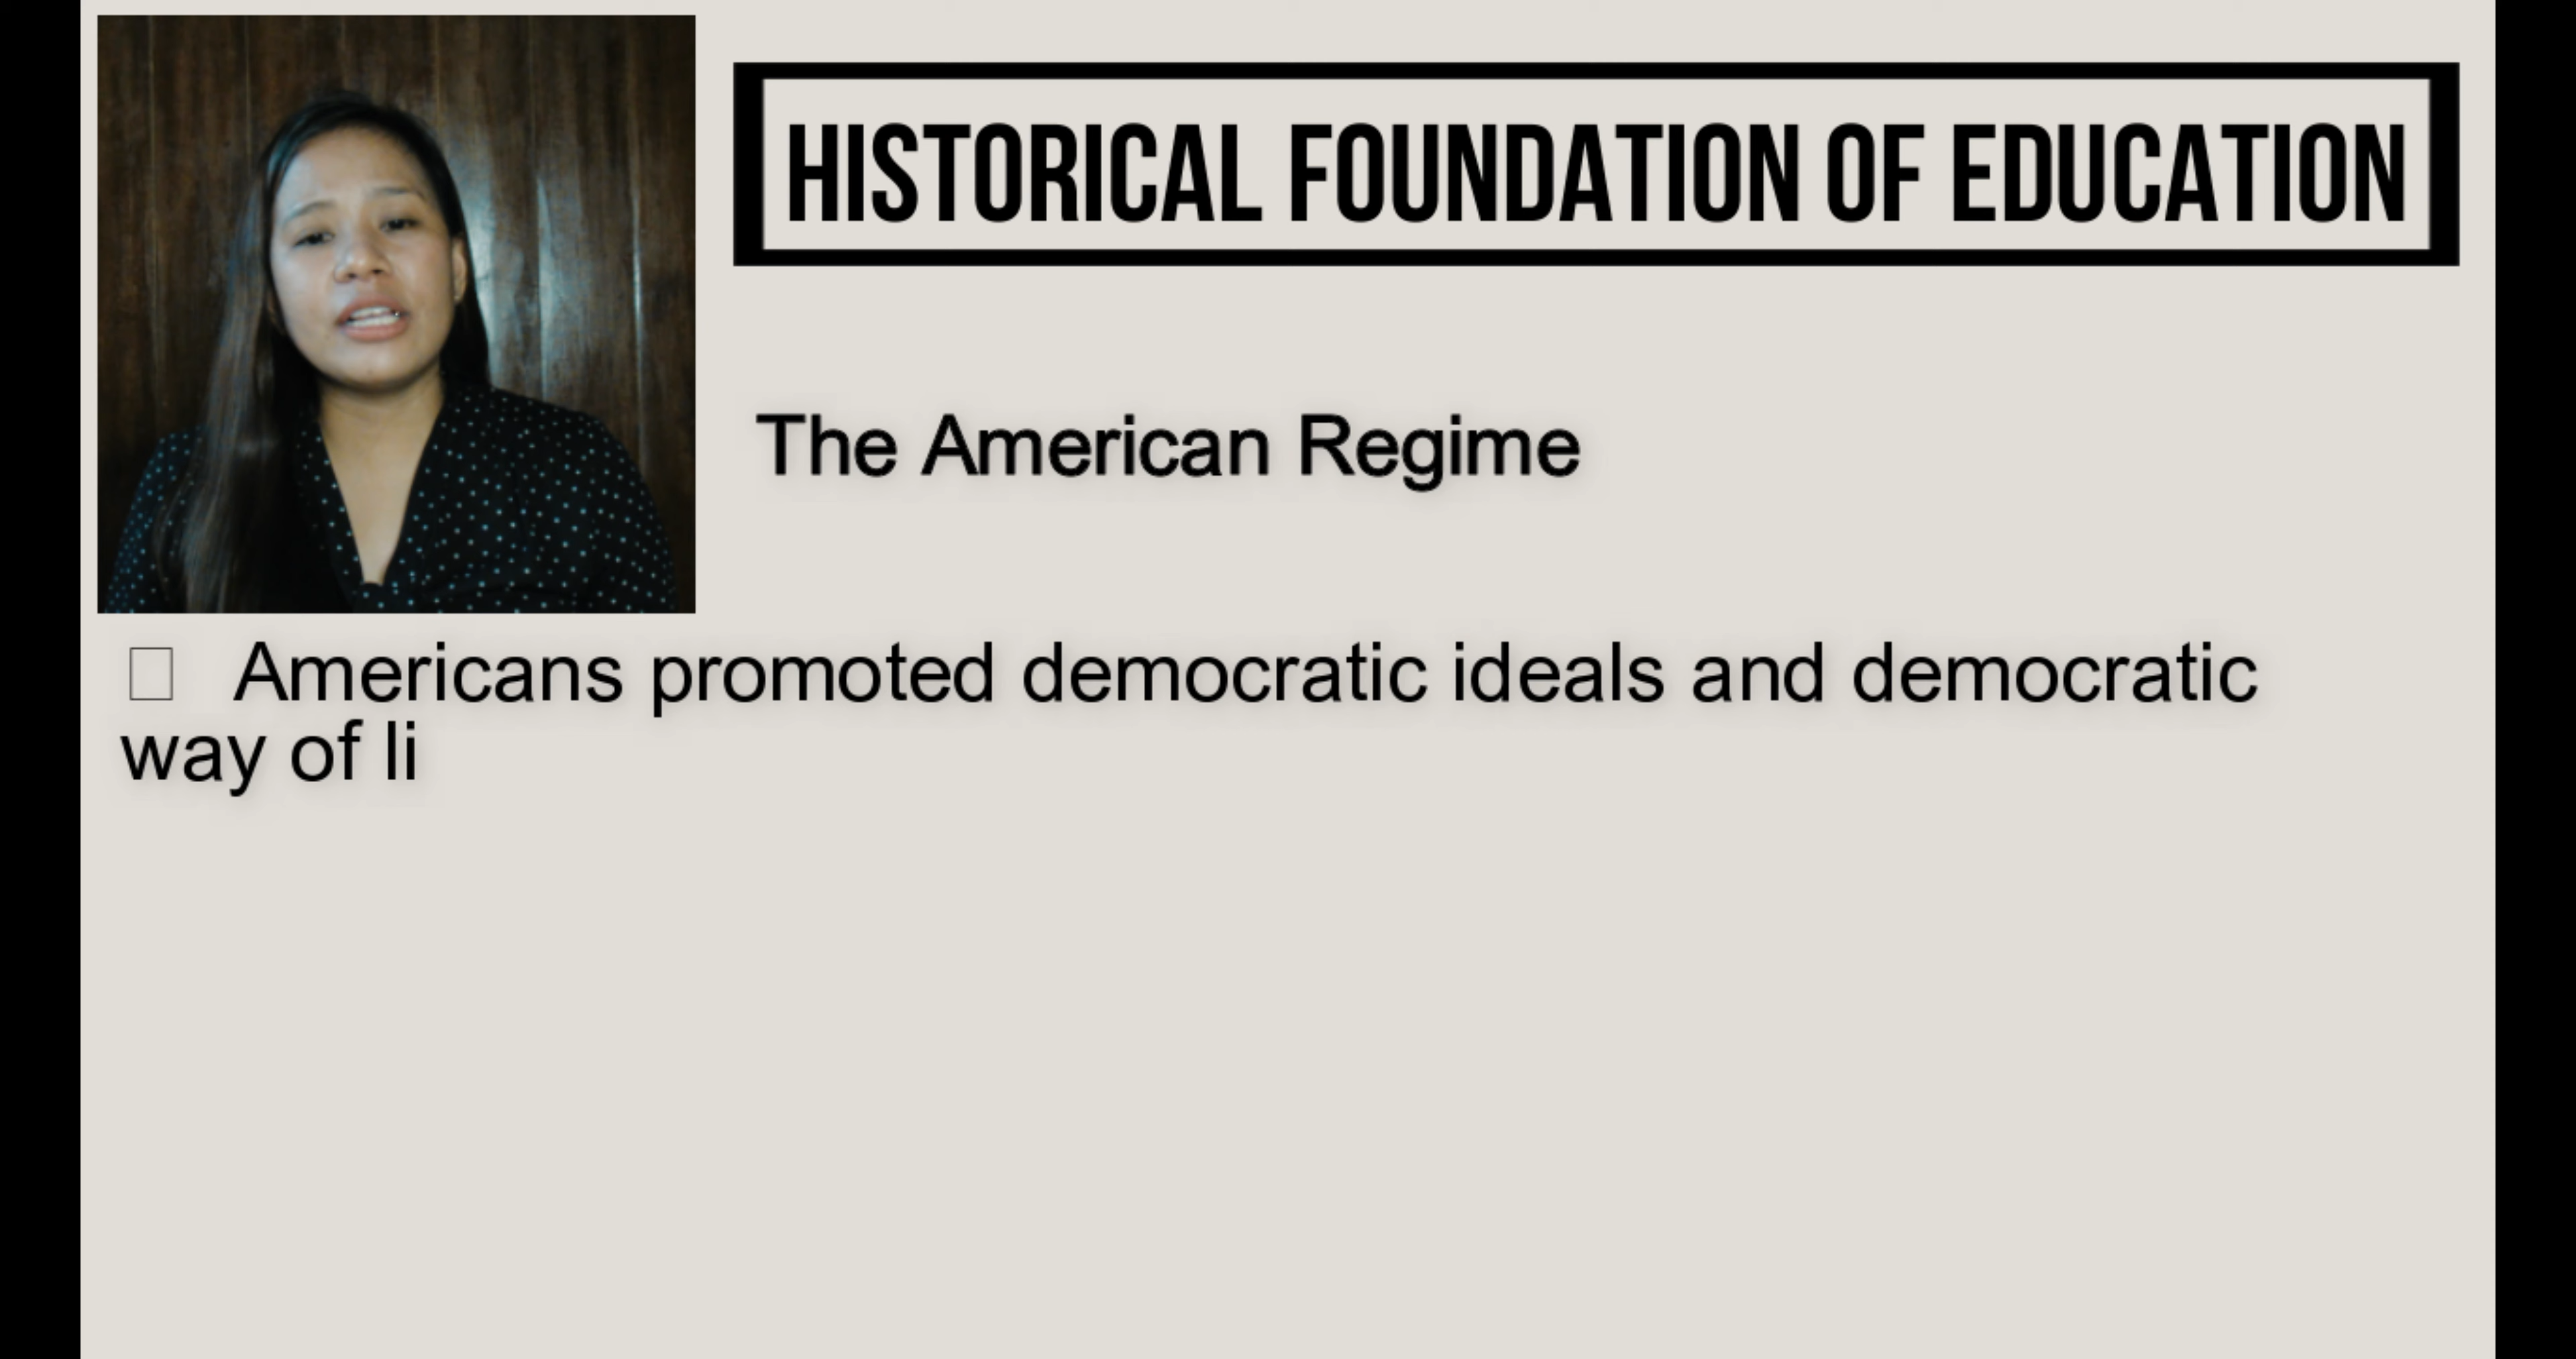 HISTORICAL FOUNDATION OF EDUCATION
The American Regime
Americans promoted democratic ideals and democratic
way of li